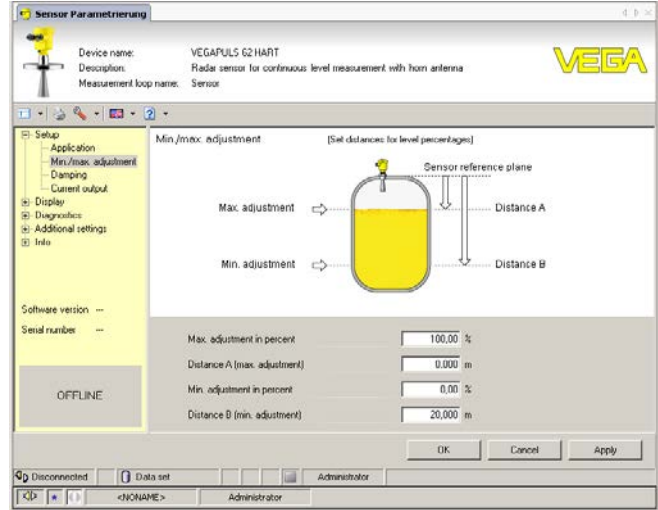 Sensor Parametrierung
Device name: VEGAPULS 62 HART
Description: Radar sensor for continuous level measurement with horn antenna
Measurement loop name: Sensor
VEGA
Setup
Application
Min./max. adjustment
Damping
Current output
Display
Diagnostics
Additional settings
Info
Software version ---
Serial number ---
OFFLINE
Min./max. adjustment (Set distances for level percentages)
Sensor reference plane
Max. adjustment Distance A
Min. adjustment Distance B
Max. adjustment in percent 100,00 %
Distance A (max. adjustment) 0,000 m
Min. adjustment in percent 0,00 %
Distance B (min. adjustment) 20,000 m
OK Cancel Apply
Disconnected Data set Administrator
<NONAME> Administrator